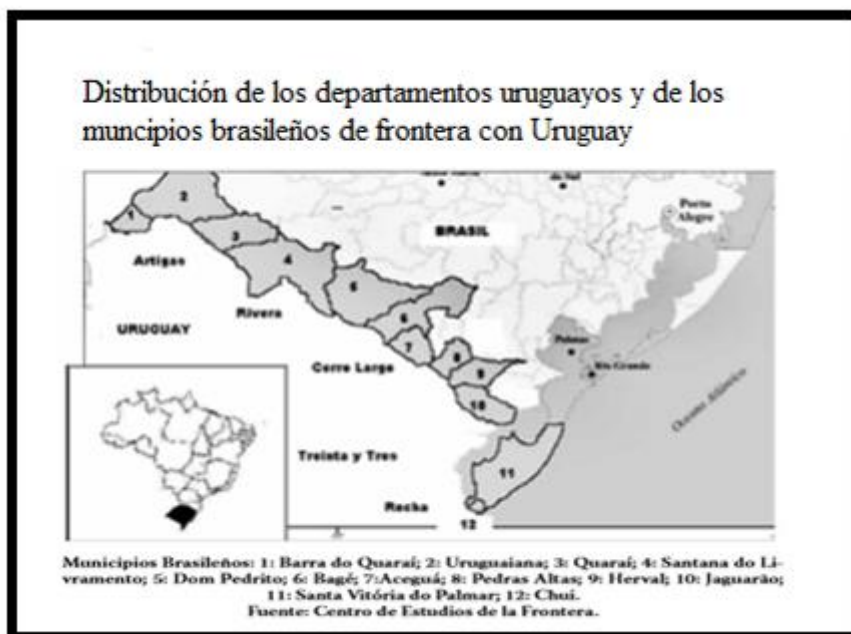 Distribución de los departamentos uruguayos y de los
muncipios brasileños de frontera con Uruguay
do Sul
2
1
Porto
Alegre
3
BRASIL
4
Artigas
5
Rivera
6
URUGUAY
7
8
Pelotas
Cerro Largo
9
Rio Grande
10
Oceano Atlántico
Treinta y Tres
11
Rocha
12
Municipios Brasileños: 1: Barra do Quaraí; 2: Uruguaiana; 3: Quaraí; 4: Santana do Li-
vramento; 5: Dom Pedrito; 6: Bagé; 7:Aceguá; 8: Pedras Altas; 9: Herval; 10: Jaguarão;
11: Santa Vitória do Palmar; 12: Chuí.
Fuente: Centro de Estudios de la Frontera.